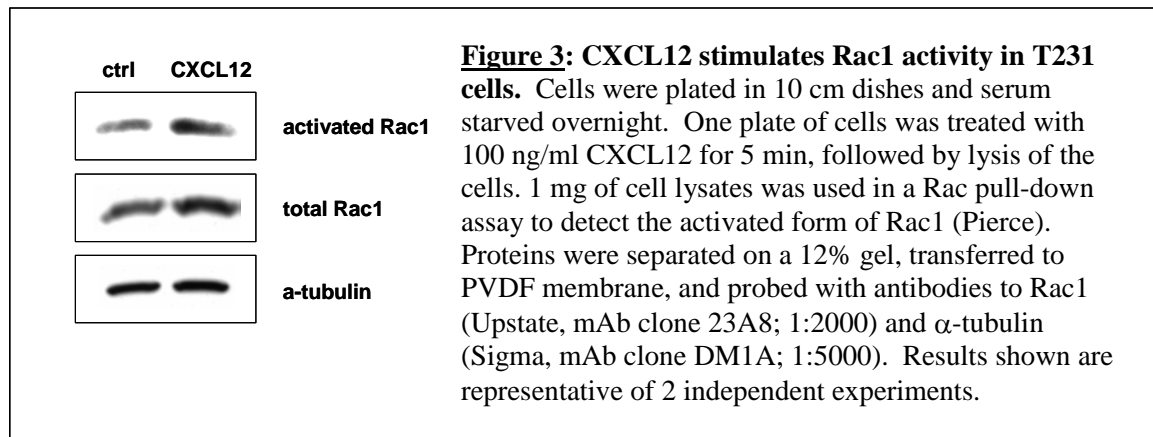 ctrl CXCL12
activated Rac1
total Rac1
a-tubulin
Figure 3: CXCL12 stimulates Rac1 activity in T231
cells. Cells were plated in 10 cm dishes and serum
starved overnight. One plate of cells was treated with
100 ng/ml CXCL12 for 5 min, followed by lysis of the
cells. 1 mg of cell lysates was used in a Rac pull-down
assay to detect the activated form of Rac1 (Pierce).
Proteins were separated on a 12% gel, transferred to
PVDF membrane, and probed with antibodies to Rac1
(Upstate, mAb clone 23A8; 1:2000) and α-tubulin
(Sigma, mAb clone DM1A; 1:5000). Results shown are
representative of 2 independent experiments.